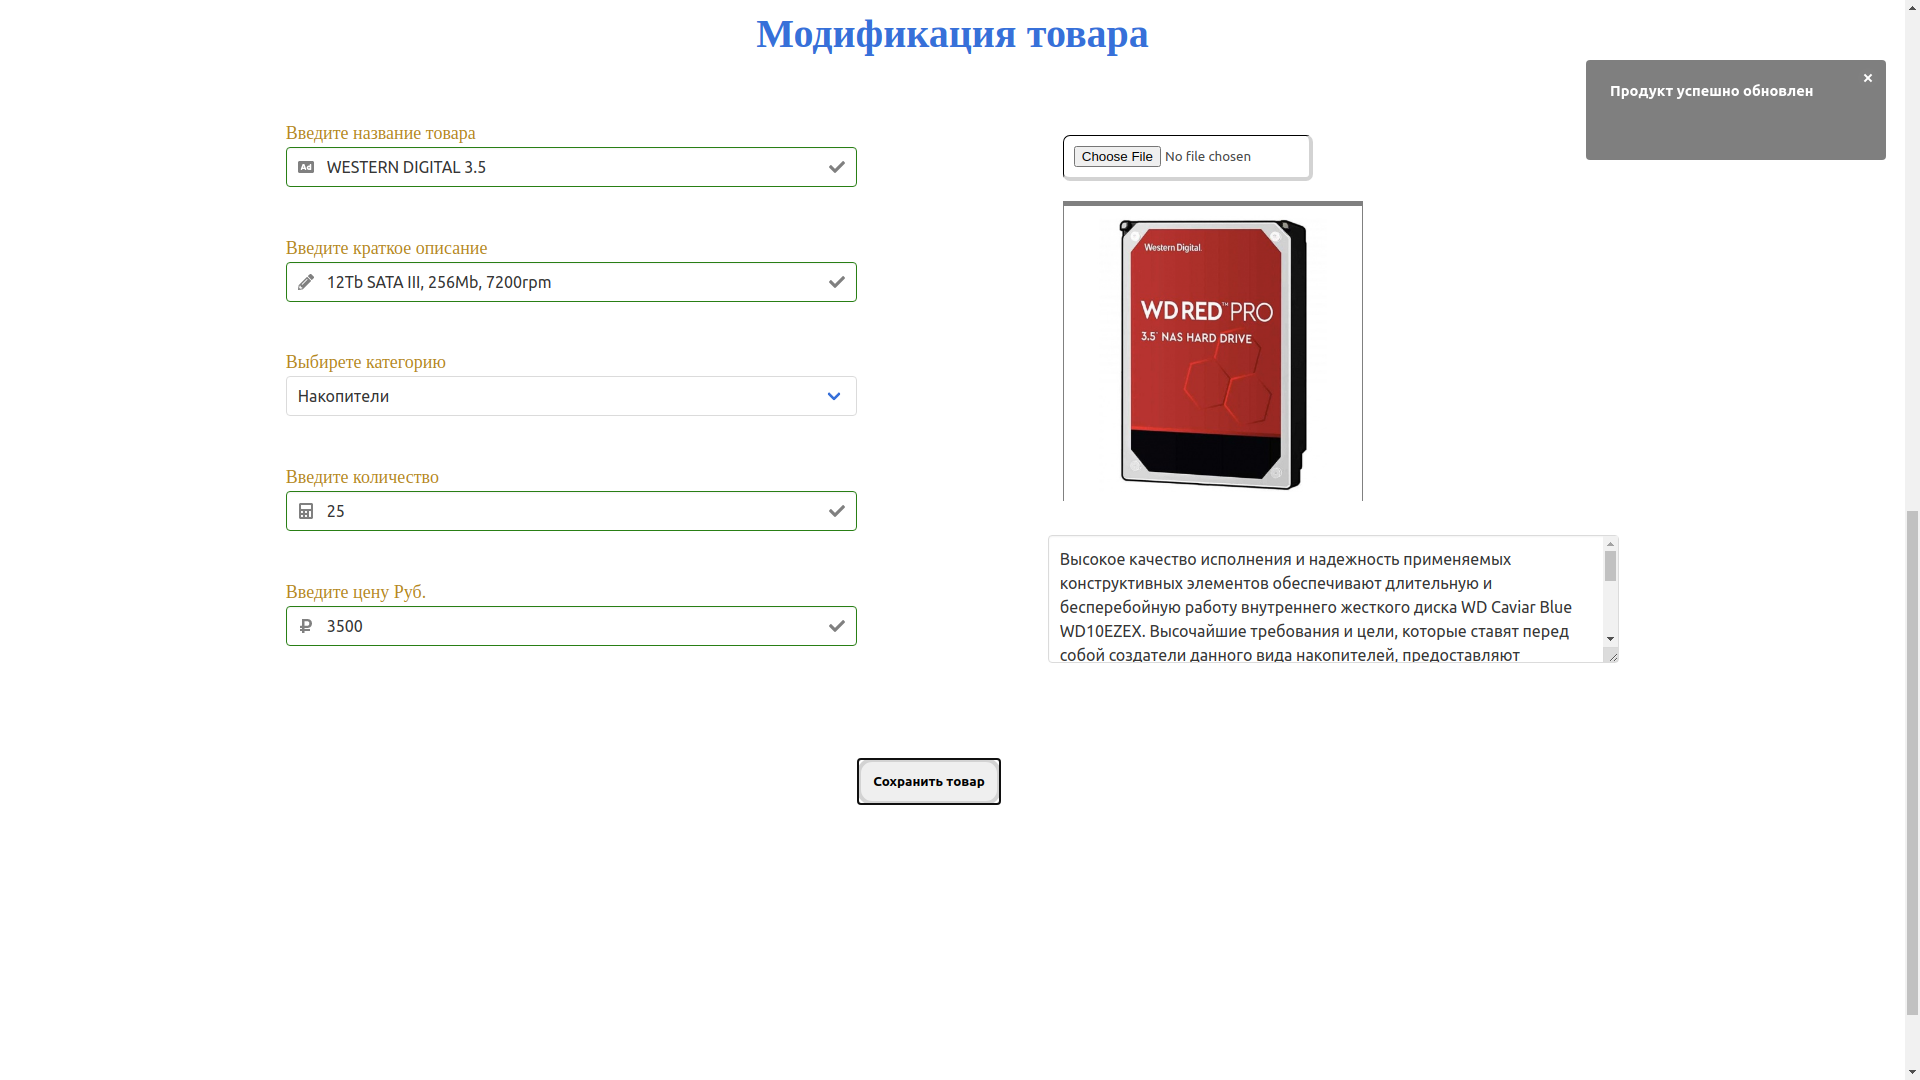 Модификация товара
Продукт успешно обновлен
×
Введите название товара
Ad WESTERN DIGITAL 3.5
Введите краткое описание
12Tb SATA III, 256Mb, 7200rpm
Выбирете категорию
Накопители
Введите количество
25
Введите цену Руб.
₽ 3500
Choose File No file chosen
Western Digital.
WD RED™ PRO
3.5" NAS HARD DRIVE
Высокое качество исполнения и надежность применяемых
конструктивных элементов обеспечивают длительную и
бесперебойную работу внутреннего жесткого диска WD Caviar Blue
WD10EZEX. Высочайшие требования и цели, которые ставят перед
собой создатели данного вида накопителей, предоставляют
Сохранить товар